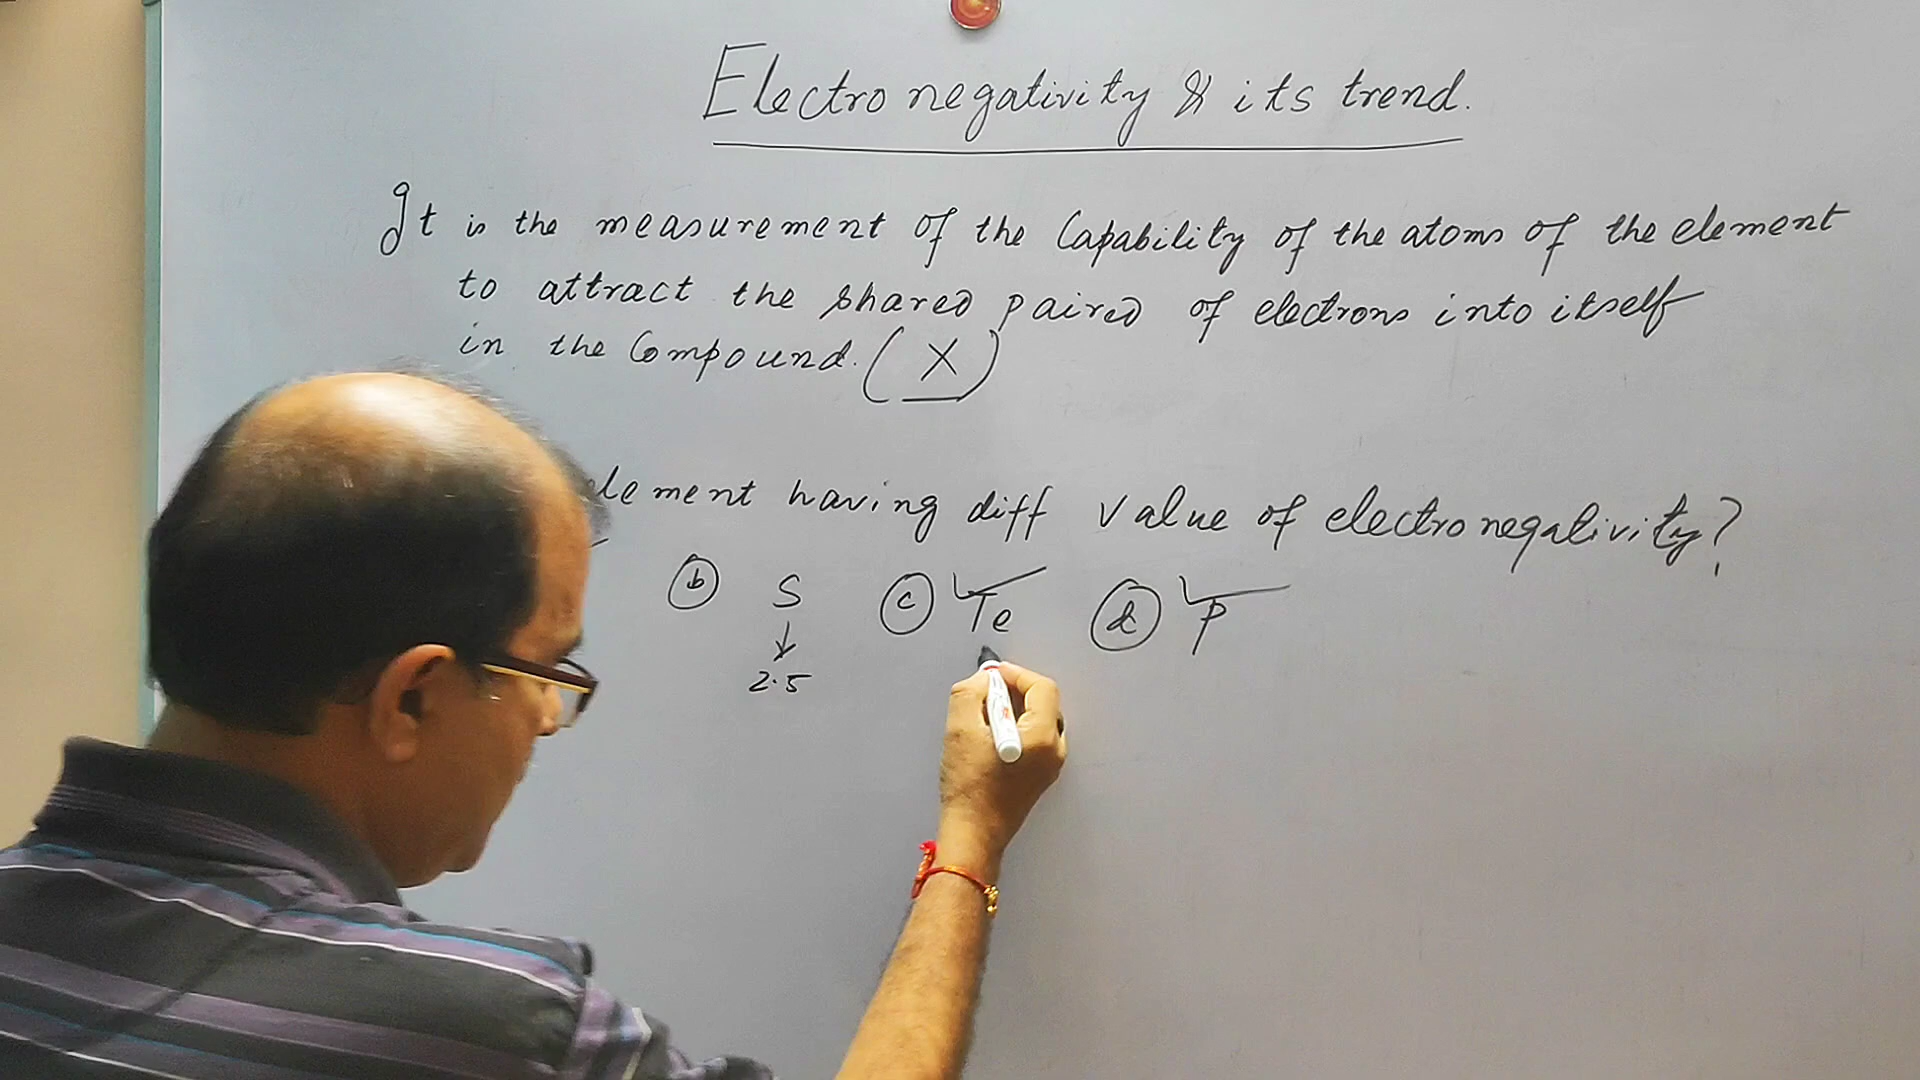 Electronegativity & its trend.
It is the measurement of the Capability of the atoms of the element
to attract the shared paired of electrons into itself
in the Compound. (X)
lement having diff value of electronegativity?
(b) S (c) Te (d) P
↓
2.5